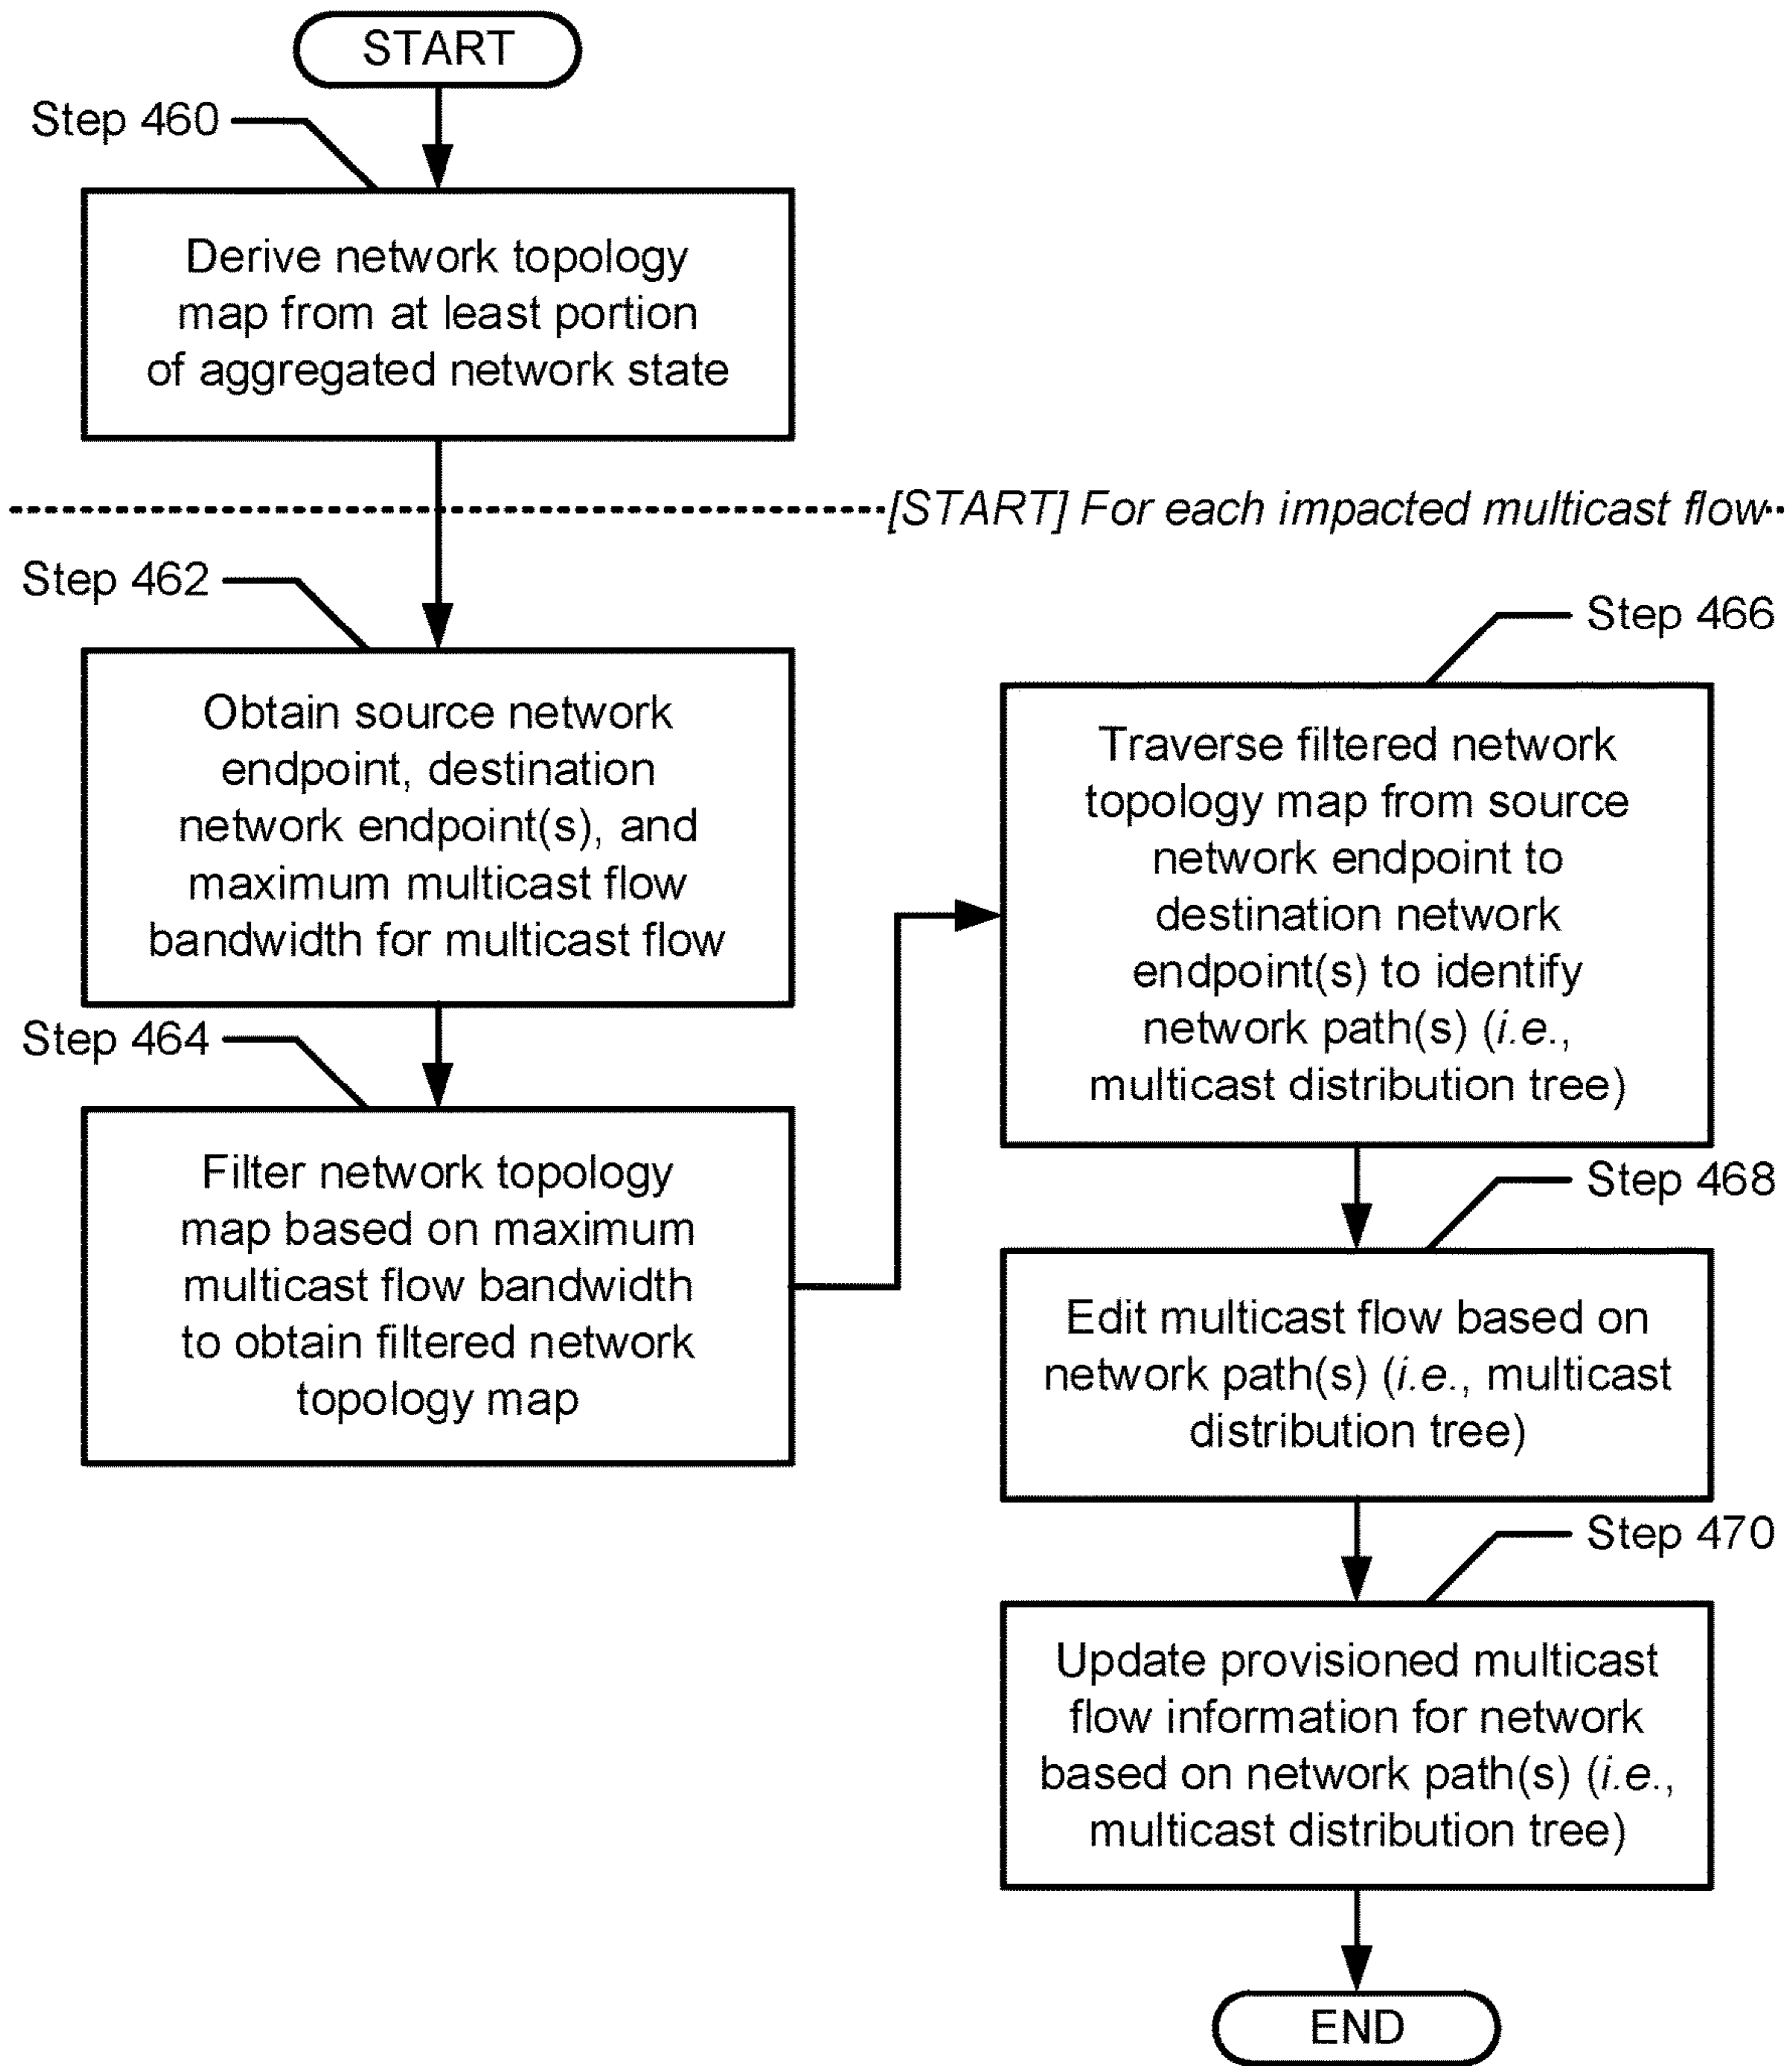 START
Step 460
Derive network topology
map from at least portion
of aggregated network state
[START] For each impacted multicast flow
Step 462
Obtain source network
endpoint, destination
network endpoint(s), and
maximum multicast flow
bandwidth for multicast flow
Step 464
Filter network topology
map based on maximum
multicast flow bandwidth
to obtain filtered network
topology map
Step 466
Traverse filtered network
topology map from source
network endpoint to
destination network
endpoint(s) to identify
network path(s) (i.e.,
multicast distribution tree)
Step 468
Edit multicast flow based on
network path(s) (i.e., multicast
distribution tree)
Step 470
Update provisioned multicast
flow information for network
based on network path(s) (i.e.,
multicast distribution tree)
END